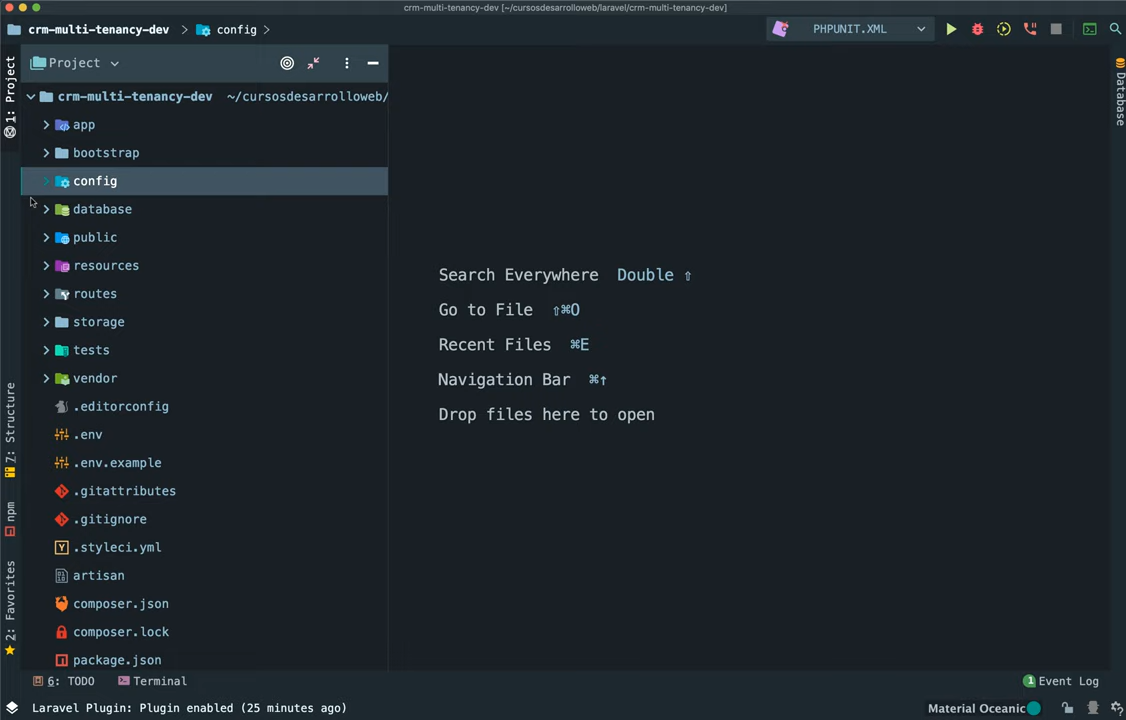 crm-multi-tenancy-dev [~/cursosdesarrolloweb/laravel/crm-multi-tenancy-dev]
crm-multi-tenancy-dev > config >
PHPUNIT.XML
1: Project
Project
Database
crm-multi-tenancy-dev ~/cursosdesarrolloweb/
app
bootstrap
config
database
public
resources
routes
storage
tests
vendor
.editorconfig
.env
.env.example
.gitattributes
.gitignore
.styleci.yml
artisan
composer.json
composer.lock
package.json
Search Everywhere Double ⇧
Go to File ⇧⌘O
Recent Files ⌘E
Navigation Bar ⌘↑
Drop files here to open
7: Structure
npm
2: Favorites
6: TODO
Terminal
1 Event Log
Laravel Plugin: Plugin enabled (25 minutes ago)
Material Oceanic